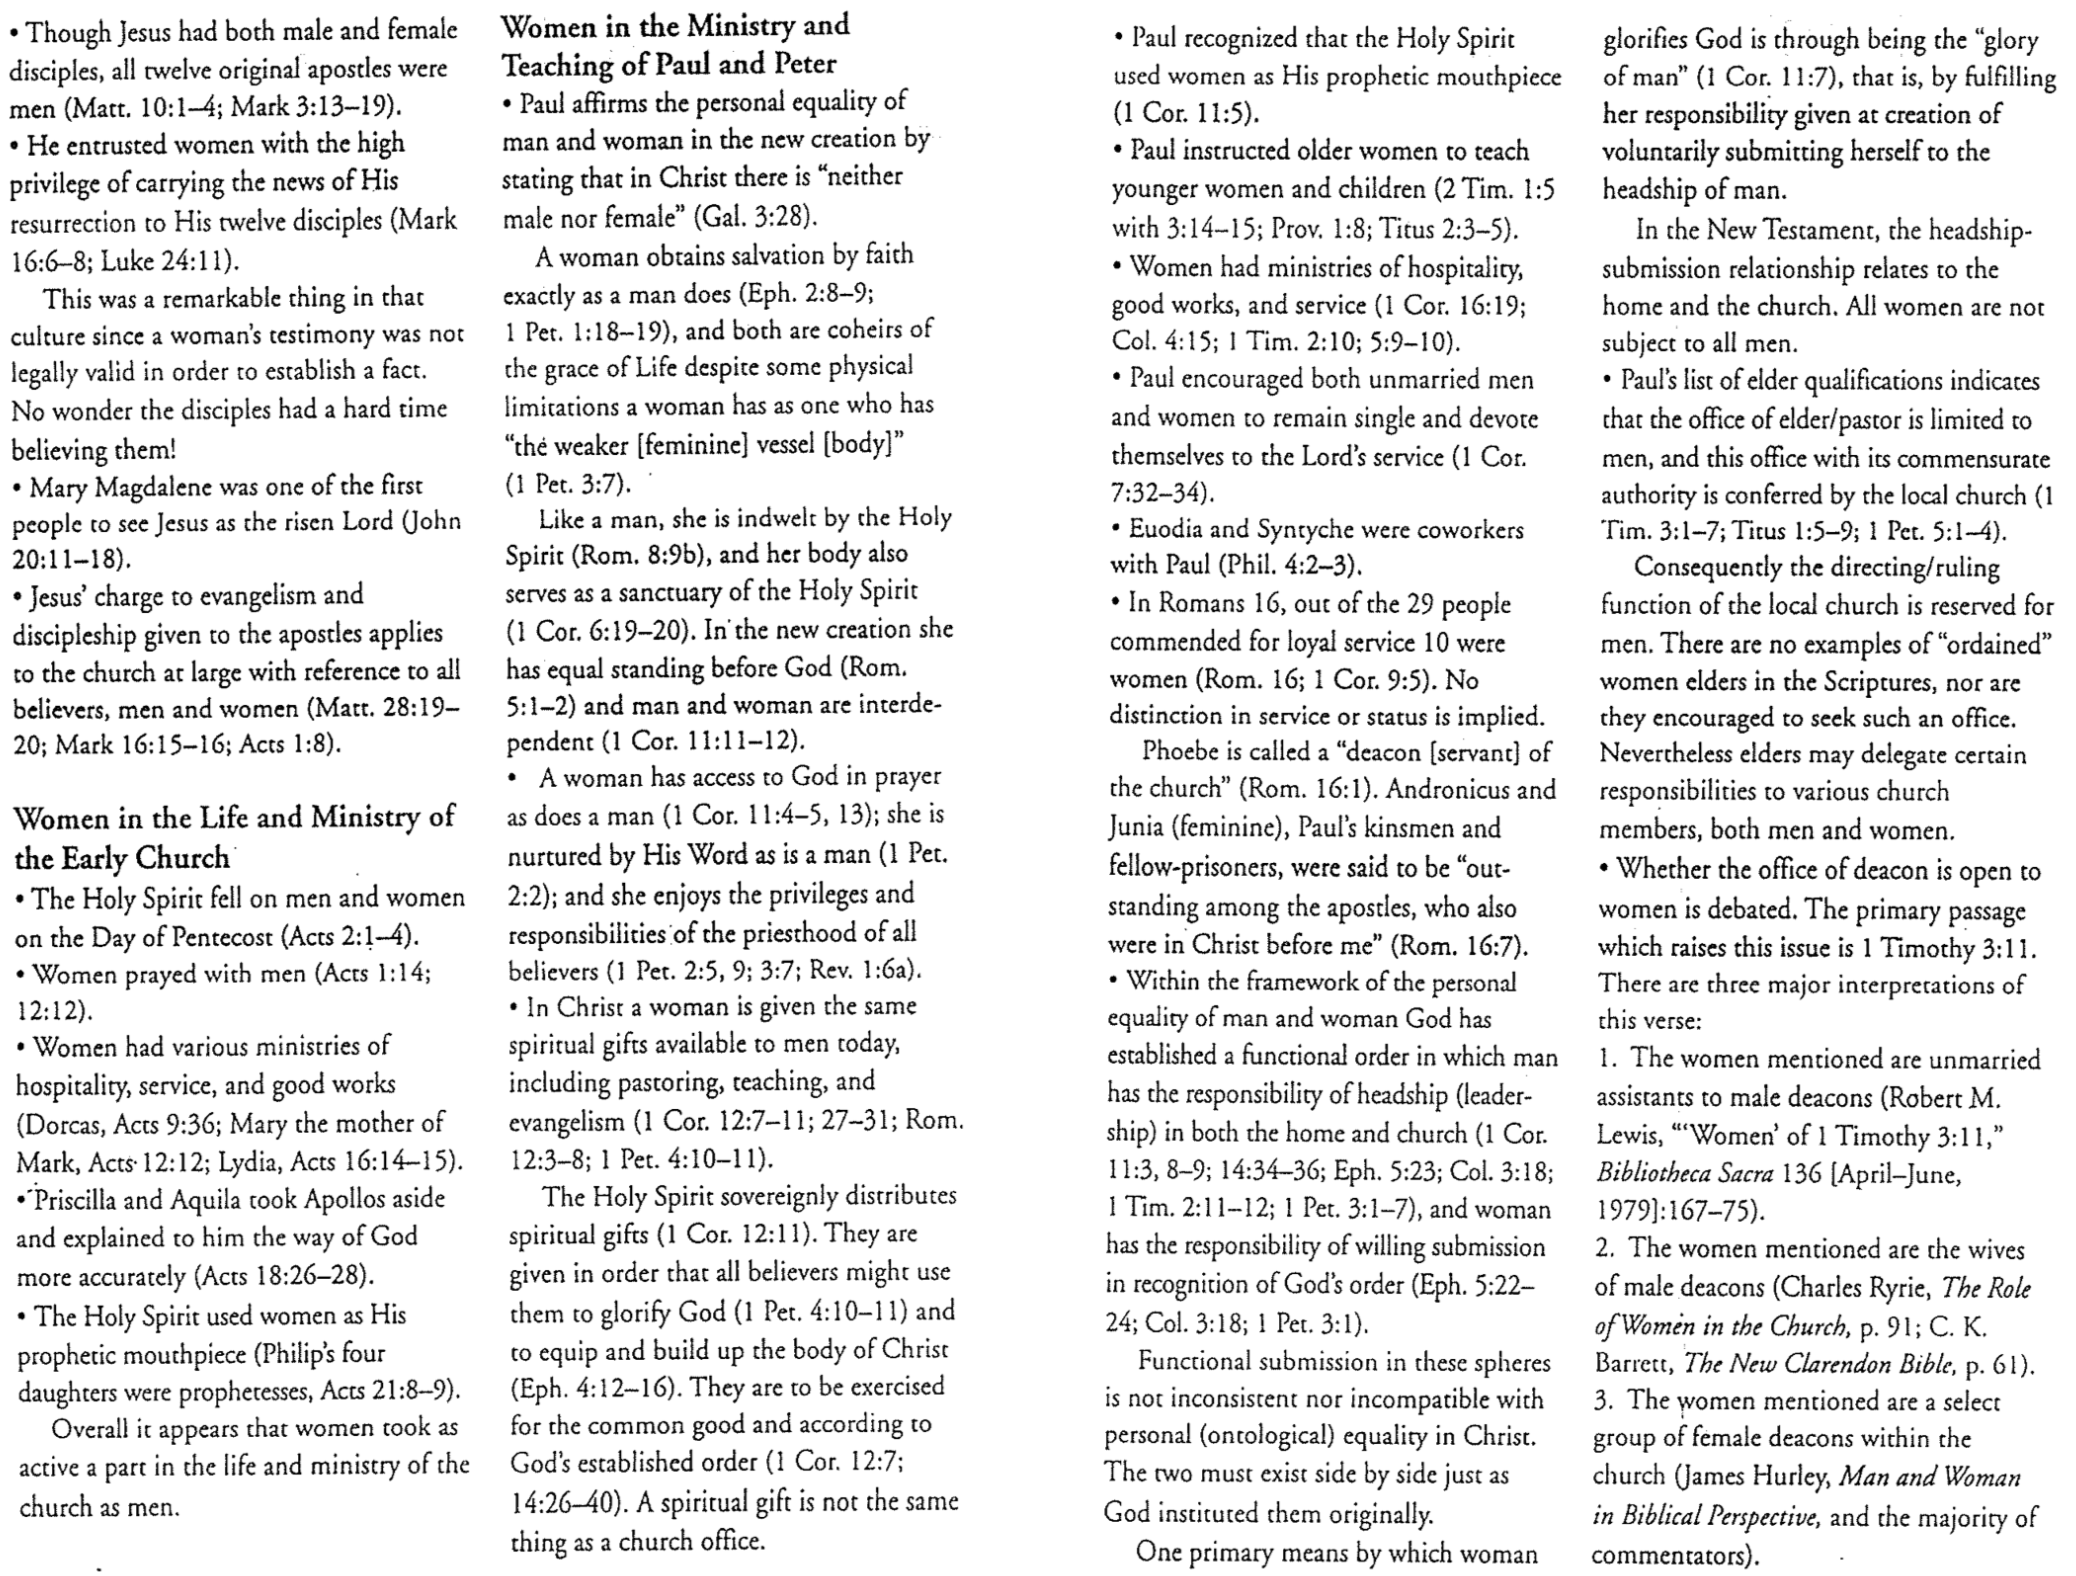 • Though Jesus had both male and female
disciples, all twelve original apostles were
men (Matt. 10:1–4; Mark 3:13–19).
• He entrusted women with the high
privilege of carrying the news of His
resurrection to His twelve disciples (Mark
16:6–8; Luke 24:11).
This was a remarkable thing in that
culture since a woman's testimony was not
legally valid in order to establish a fact.
No wonder the disciples had a hard time
believing them!
• Mary Magdalene was one of the first
people to see Jesus as the risen Lord (John
20:11–18).
• Jesus' charge to evangelism and
discipleship given to the apostles applies
to the church at large with reference to all
believers, men and women (Matt. 28:19–
20; Mark 16:15–16; Acts 1:8).
Women in the Life and Ministry of
the Early Church
• The Holy Spirit fell on men and women
on the Day of Pentecost (Acts 2:1–4).
• Women prayed with men (Acts 1:14;
12:12).
• Women had various ministries of
hospitality, service, and good works
(Dorcas, Acts 9:36; Mary the mother of
Mark, Acts 12:12; Lydia, Acts 16:14–15).
• Priscilla and Aquila took Apollos aside
and explained to him the way of God
more accurately (Acts 18:26–28).
• The Holy Spirit used women as His
prophetic mouthpiece (Philip's four
daughters were prophetesses, Acts 21:8–9).
Overall it appears that women took as
active a part in the life and ministry of the
church as men.
Women in the Ministry and
Teaching of Paul and Peter
• Paul affirms the personal equality of
man and woman in the new creation by
stating that in Christ there is "neither
male nor female" (Gal. 3:28).
A woman obtains salvation by faith
exactly as a man does (Eph. 2:8–9;
1 Pet. 1:18–19), and both are coheirs of
the grace of Life despite some physical
limitations a woman has as one who has
"the weaker [feminine] vessel [body]"
(1 Pet. 3:7).
Like a man, she is indwelt by the Holy
Spirit (Rom. 8:9b), and her body also
serves as a sanctuary of the Holy Spirit
(1 Cor. 6:19–20). In the new creation she
has equal standing before God (Rom.
5:1–2) and man and woman are interde-
pendent (1 Cor. 11:11–12).
• A woman has access to God in prayer
as does a man (1 Cor. 11:4–5, 13); she is
nurtured by His Word as is a man (1 Pet.
2:2); and she enjoys the privileges and
responsibilities of the priesthood of all
believers (1 Pet. 2:5, 9; 3:7; Rev. 1:6a).
• In Christ a woman is given the same
spiritual gifts available to men today,
including pastoring, teaching, and
evangelism (1 Cor. 12:7–11; 27–31; Rom.
12:3–8; 1 Pet. 4:10–11).
The Holy Spirit sovereignly distributes
spiritual gifts (1 Cor. 12:11). They are
given in order that all believers might use
them to glorify God (1 Pet. 4:10–11) and
to equip and build up the body of Christ
(Eph. 4:12–16). They are to be exercised
for the common good and according to
God's established order (1 Cor. 12:7;
14:26–40). A spiritual gift is not the same
thing as a church office.
• Paul recognized that the Holy Spirit
used women as His prophetic mouthpiece
(1 Cor. 11:5).
• Paul instructed older women to teach
younger women and children (2 Tim. 1:5
with 3:14–15; Prov. 1:8; Titus 2:3–5).
• Women had ministries of hospitality,
good works, and service (1 Cor. 16:19;
Col. 4:15; 1 Tim. 2:10; 5:9–10).
• Paul encouraged both unmarried men
and women to remain single and devote
themselves to the Lord's service (1 Cor.
7:32–34).
• Euodia and Syntyche were coworkers
with Paul (Phil. 4:2–3).
• In Romans 16, out of the 29 people
commended for loyal service 10 were
women (Rom. 16; 1 Cor. 9:5). No
distinction in service or status is implied.
Phoebe is called a "deacon [servant] of
the church" (Rom. 16:1). Andronicus and
Junia (feminine), Paul's kinsmen and
fellow-prisoners, were said to be "out-
standing among the apostles, who also
were in Christ before me" (Rom. 16:7).
• Within the framework of the personal
equality of man and woman God has
established a functional order in which man
has the responsibility of headship (leader-
ship) in both the home and church (1 Cor.
11:3, 8–9; 14:34–36; Eph. 5:23; Col. 3:18;
1 Tim. 2:11–12; 1 Pet. 3:1–7), and woman
has the responsibility of willing submission
in recognition of God's order (Eph. 5:22–
24; Col. 3:18; 1 Pet. 3:1).
Functional submission in these spheres
is not inconsistent nor incompatible with
personal (ontological) equality in Christ.
The two must exist side by side just as
God instituted them originally.
One primary means by which woman
glorifies God is through being the "glory
of man" (1 Cor. 11:7), that is, by fulfilling
her responsibility given at creation of
voluntarily submitting herself to the
headship of man.
In the New Testament, the headship-
submission relationship relates to the
home and the church. All women are not
subject to all men.
• Paul's list of elder qualifications indicates
that the office of elder/pastor is limited to
men, and this office with its commensurate
authority is conferred by the local church (1
Tim. 3:1–7; Titus 1:5–9; 1 Pet. 5:1–4).
Consequently the directing/ruling
function of the local church is reserved for
men. There are no examples of "ordained"
women elders in the Scriptures, nor are
they encouraged to seek such an office.
Nevertheless elders may delegate certain
responsibilities to various church
members, both men and women.
• Whether the office of deacon is open to
women is debated. The primary passage
which raises this issue is 1 Timothy 3:11.
There are three major interpretations of
this verse:
1. The women mentioned are unmarried
assistants to male deacons (Robert M.
Lewis, "'Women' of 1 Timothy 3:11,"
Bibliotheca Sacra 136 [April–June,
1979]:167–75).
2. The women mentioned are the wives
of male deacons (Charles Ryrie, The Role
of Women in the Church, p. 91; C. K.
Barrett, The New Clarendon Bible, p. 61).
3. The women mentioned are a select
group of female deacons within the
church (James Hurley, Man and Woman
in Biblical Perspective, and the majority of
commentators).